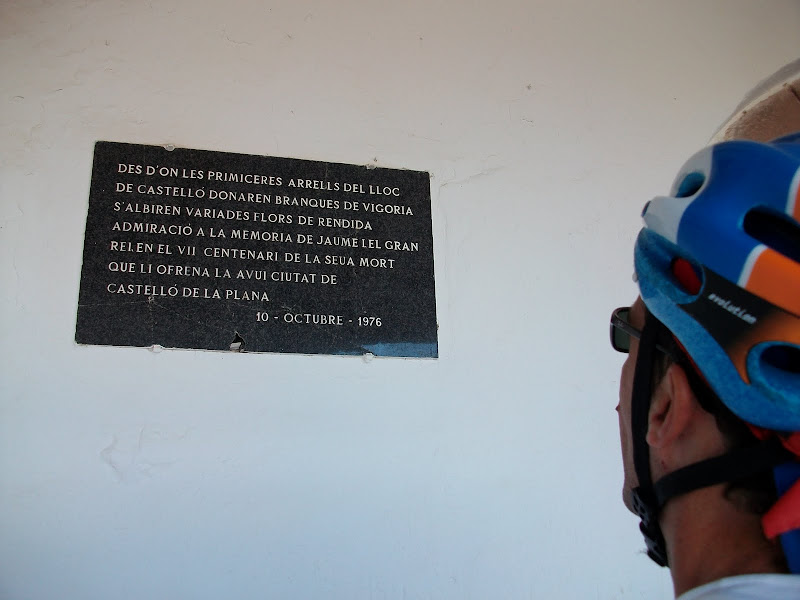 DES D'ON LES PRIMICERES ARRELLS DEL LLOC
DE CASTELLÓ DONAREN BRANQUES DE VIGORIA
S'ALBIREN VARIADES FLORS DE RENDIDA
ADMIRACIÓ A LA MEMORIA DE JAUME I.EL GRAN
REI.EN EL VII CENTENARI DE LA SEUA MORT
QUE LI OFRENA LA AVUI CIUTAT DE
CASTELLÓ DE LA PLANA
10 - OCTUBRE - 1976
evolution